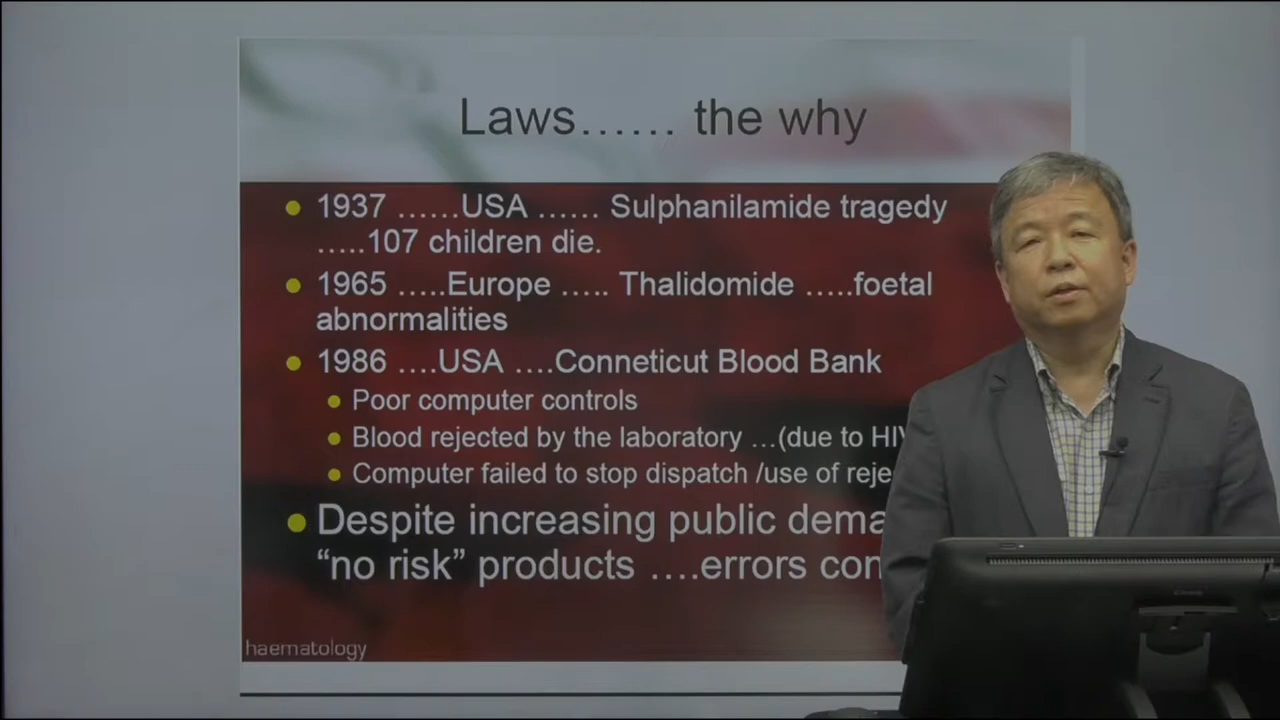 Laws...... the why
1937 ......USA ...... Sulphanilamide tragedy
.....107 children die.
1965 .....Europe ..... Thalidomide .....foetal
abnormalities
1986 ....USA ....Conneticut Blood Bank
Poor computer controls
Blood rejected by the laboratory ...(due to HIV
Computer failed to stop dispatch /use of reje
Despite increasing public dema
“no risk” products ....errors con
haematology